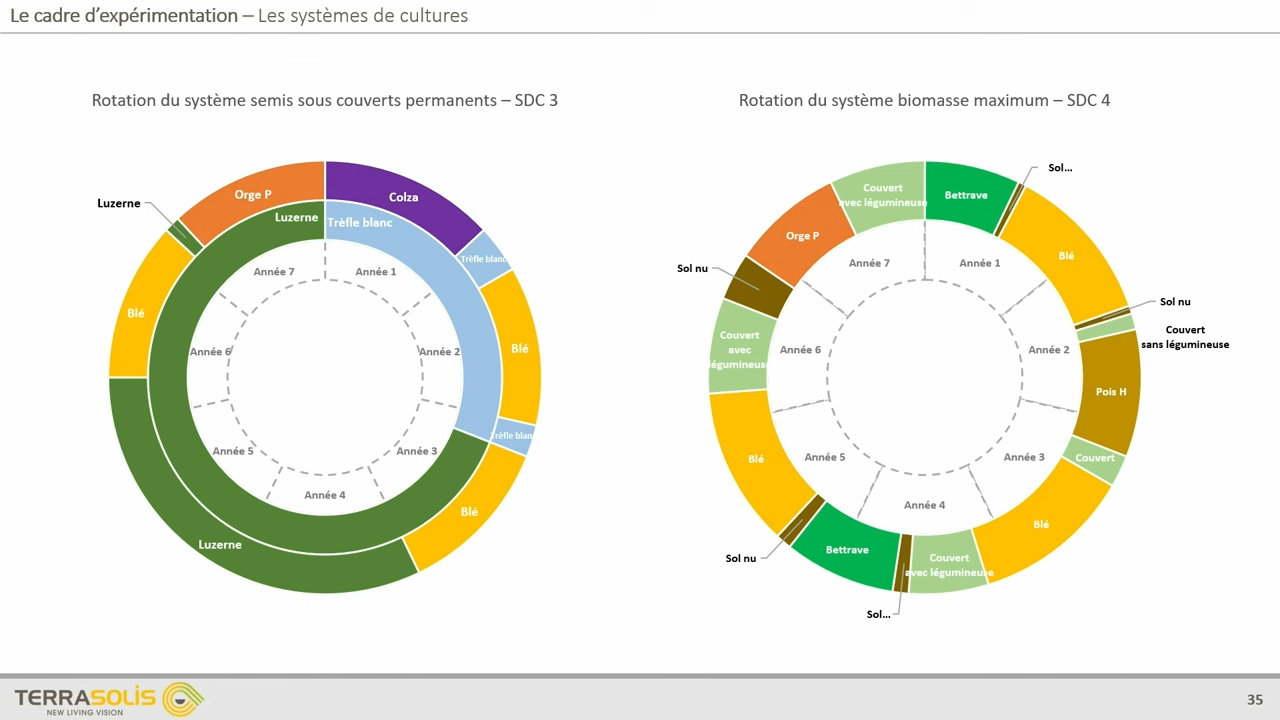 Le cadre d'expérimentation – Les systèmes de cultures
Rotation du système semis sous couverts permanents – SDC 3
Colza
Trèfle blanc
Blé
Trèfle blanc
Blé
Luzerne
Blé
Luzerne
Orge P
Luzerne
Trèfle blanc
Année 1
Année 2
Année 3
Année 4
Année 5
Année 6
Année 7
Rotation du système biomasse maximum – SDC 4
Bettrave
Sol...
Blé
Sol nu
Couvert
sans légumineuse
Pois H
Couvert
Blé
Couvert
avec légumineuse
Sol...
Bettrave
Sol nu
Blé
Couvert
avec
légumineuse
Sol nu
Orge P
Couvert
avec légumineuse
Année 1
Année 2
Année 3
Année 4
Année 5
Année 6
Année 7
TERRASOLIS
NEW LIVING VISION
35